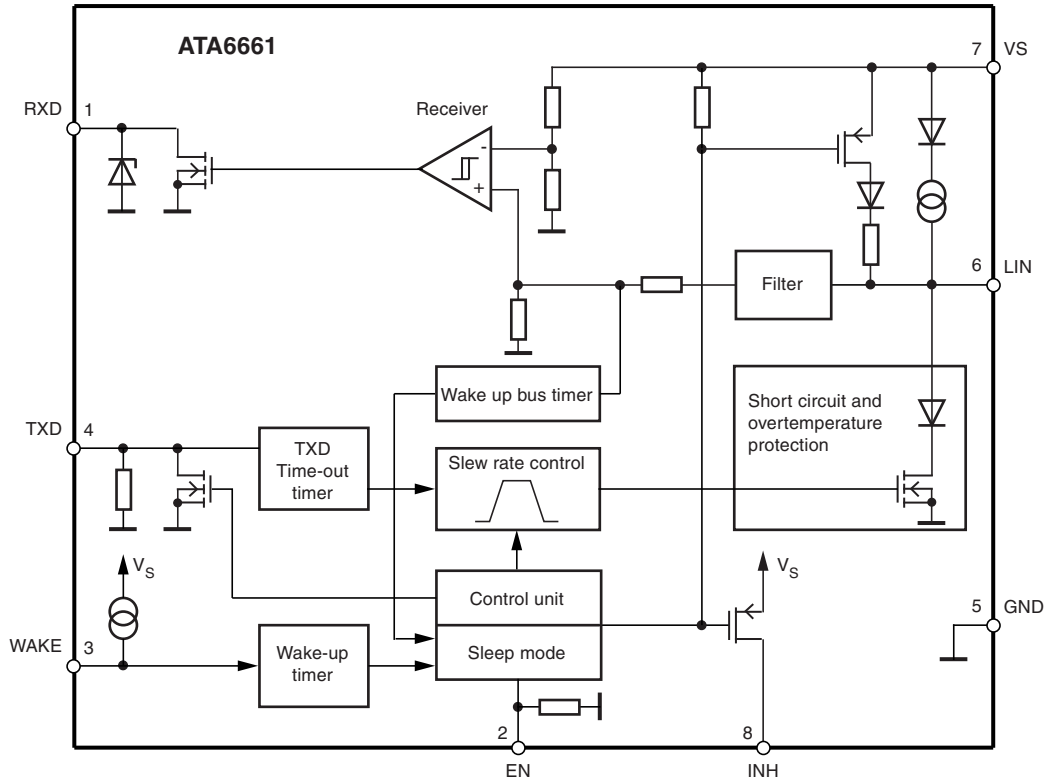 ATA6661
7 VS
RXD 1
Receiver
-
+
6 LIN
Filter
Wake up bus timer
Short circuit and
overtemperature
protection
TXD 4
TXD
Time-out
timer
Slew rate control
VS
VS
Control unit
5 GND
WAKE 3
Wake-up
timer
Sleep mode
2
8
EN
INH